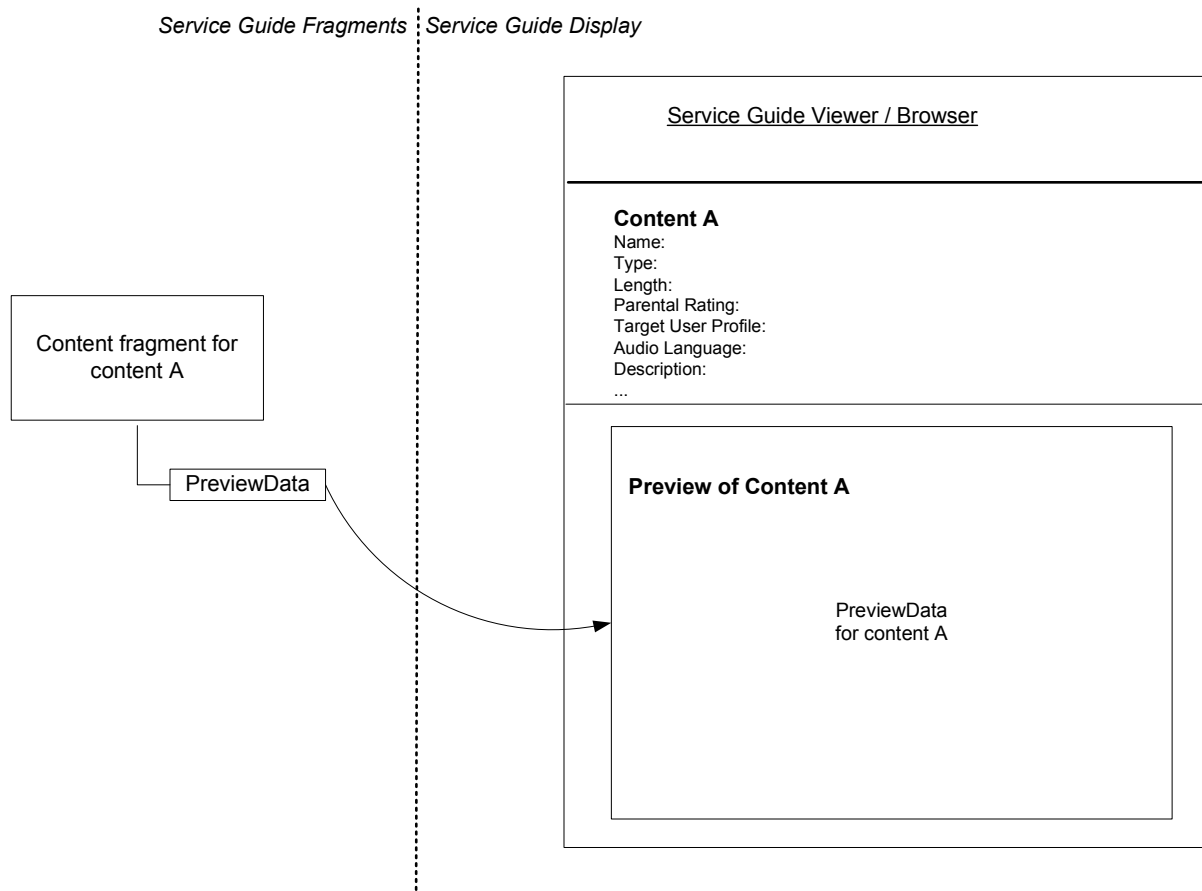 Service Guide Fragments
Service Guide Display
Service Guide Viewer / Browser
Content A
Name:
Type:
Length:
Parental Rating:
Target User Profile:
Audio Language:
Description:
...
Content fragment for
content A
PreviewData
Preview of Content A
PreviewData
for content A